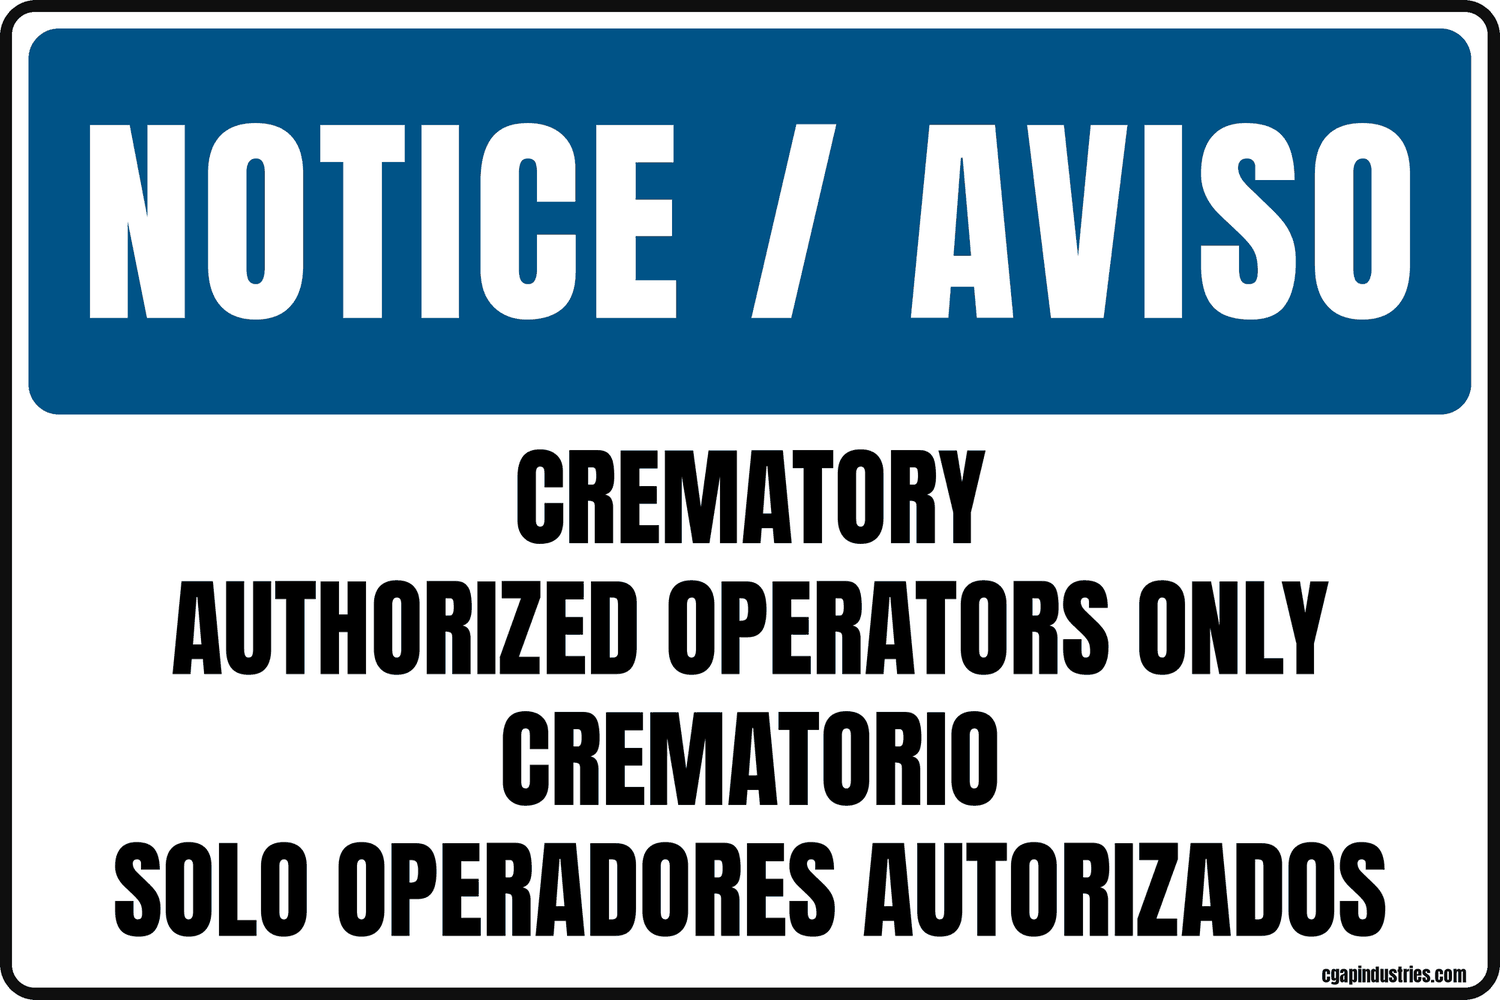 NOTICE / AVISO
CREMATORY
AUTHORIZED OPERATORS ONLY
CREMATORIO
SOLO OPERADORES AUTORIZADOS
cgapindustries.com